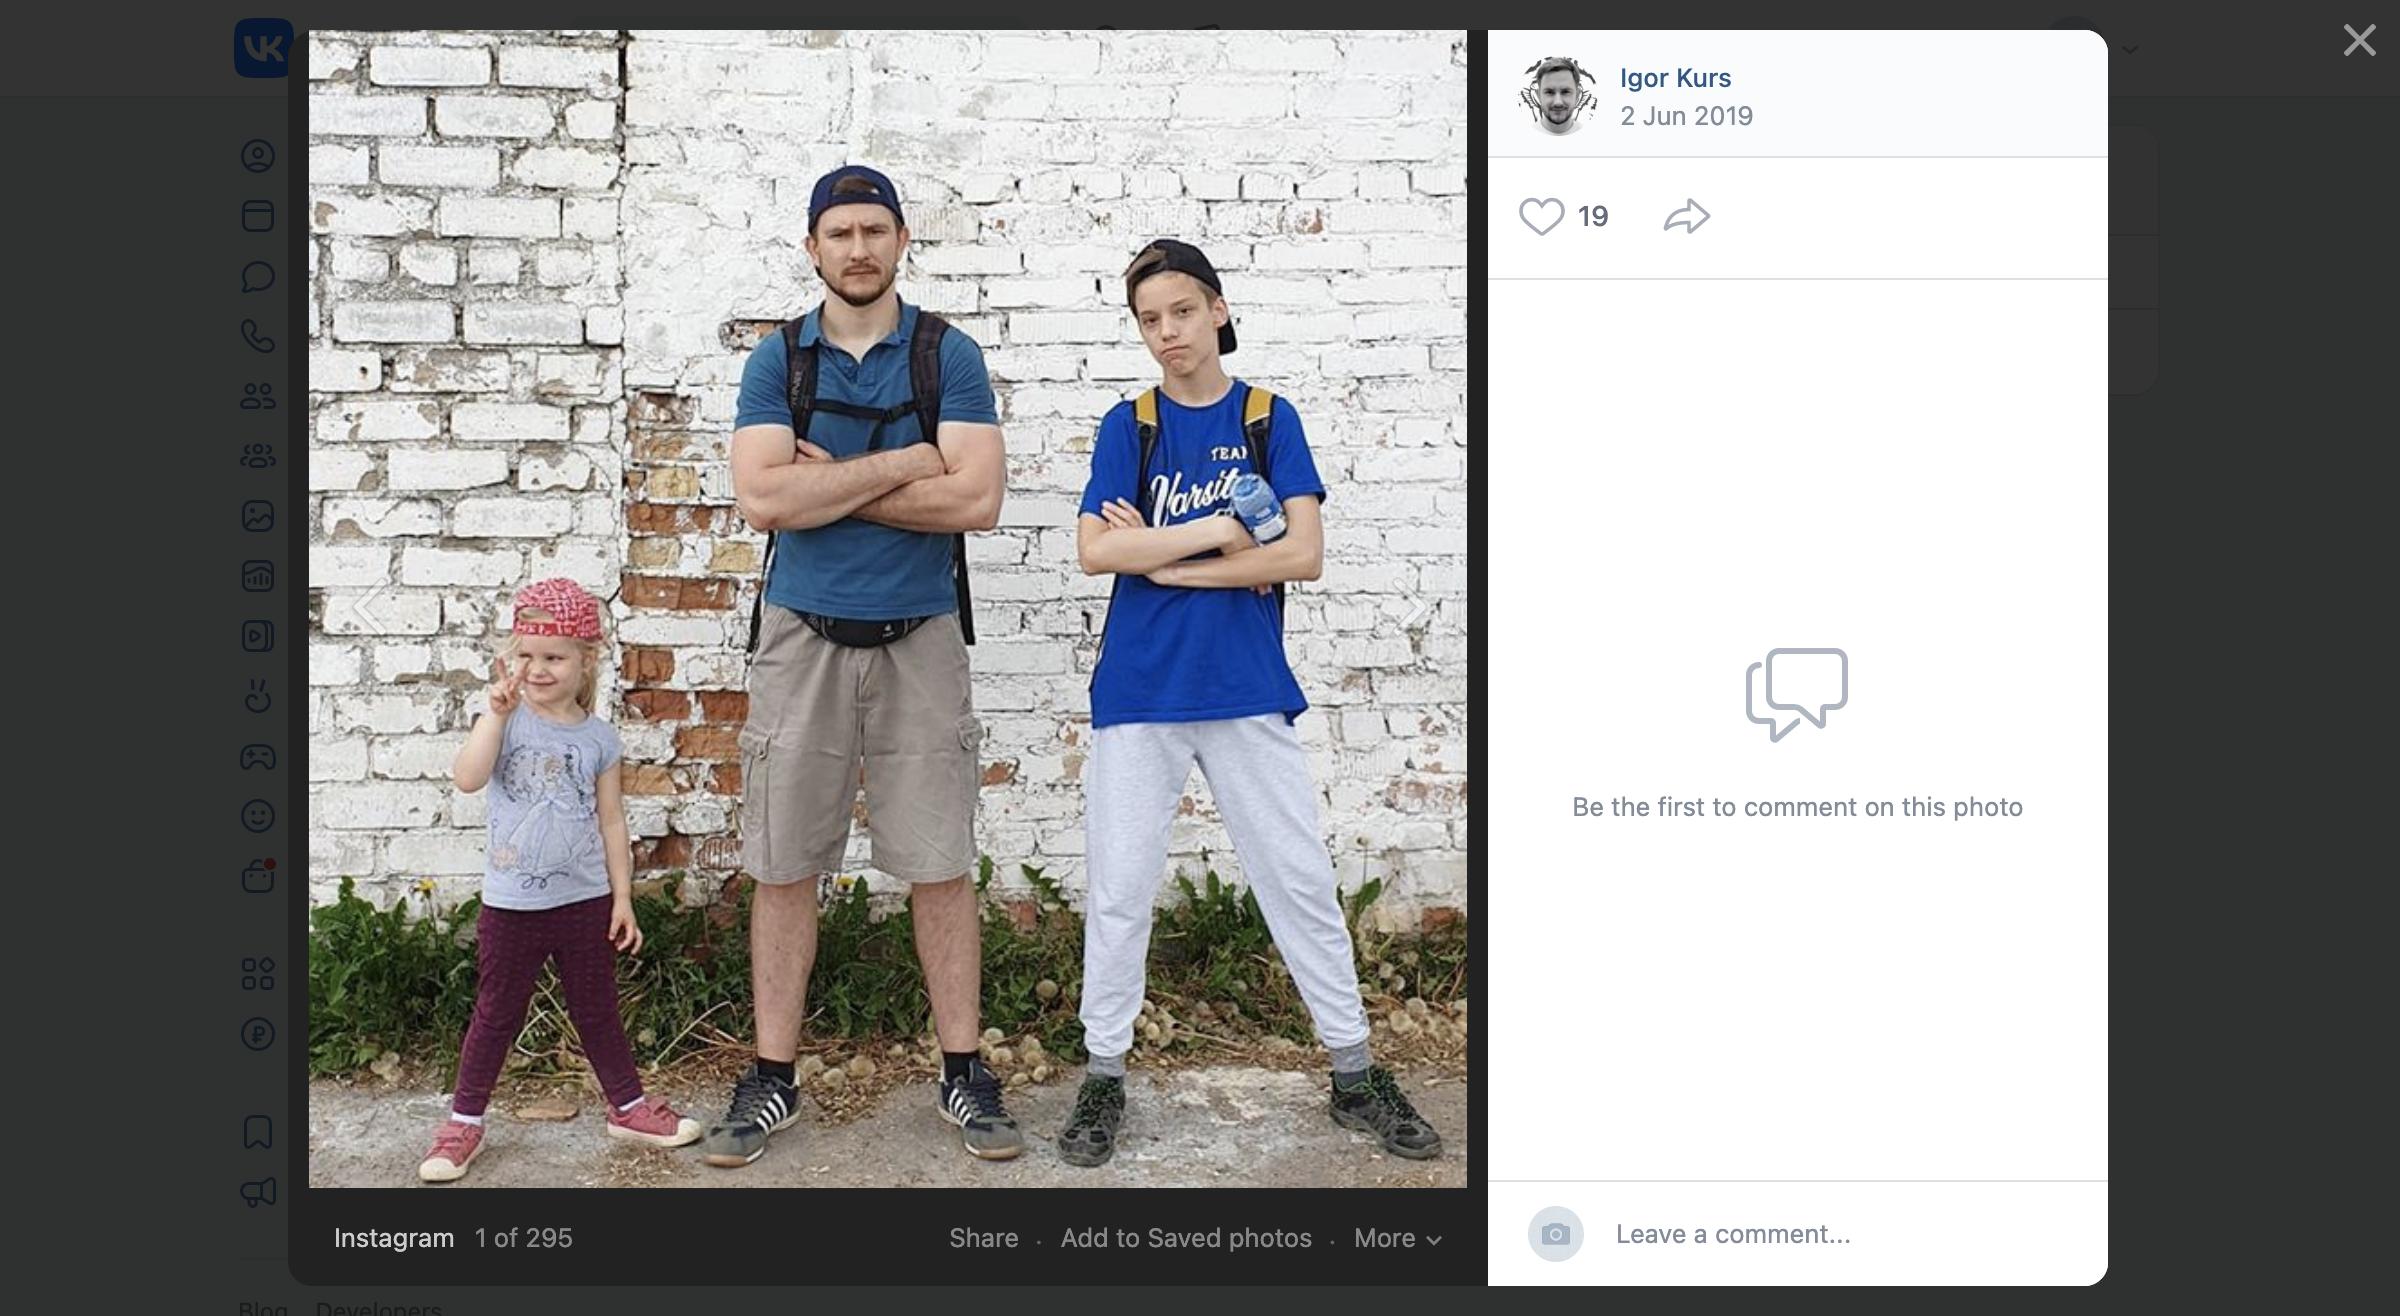 VK
Igor Kurs
2 Jun 2019
19
TEAM
Varsity
Be the first to comment on this photo
Instagram 1 of 295
Share · Add to Saved photos · More
Leave a comment...
Blog Developers